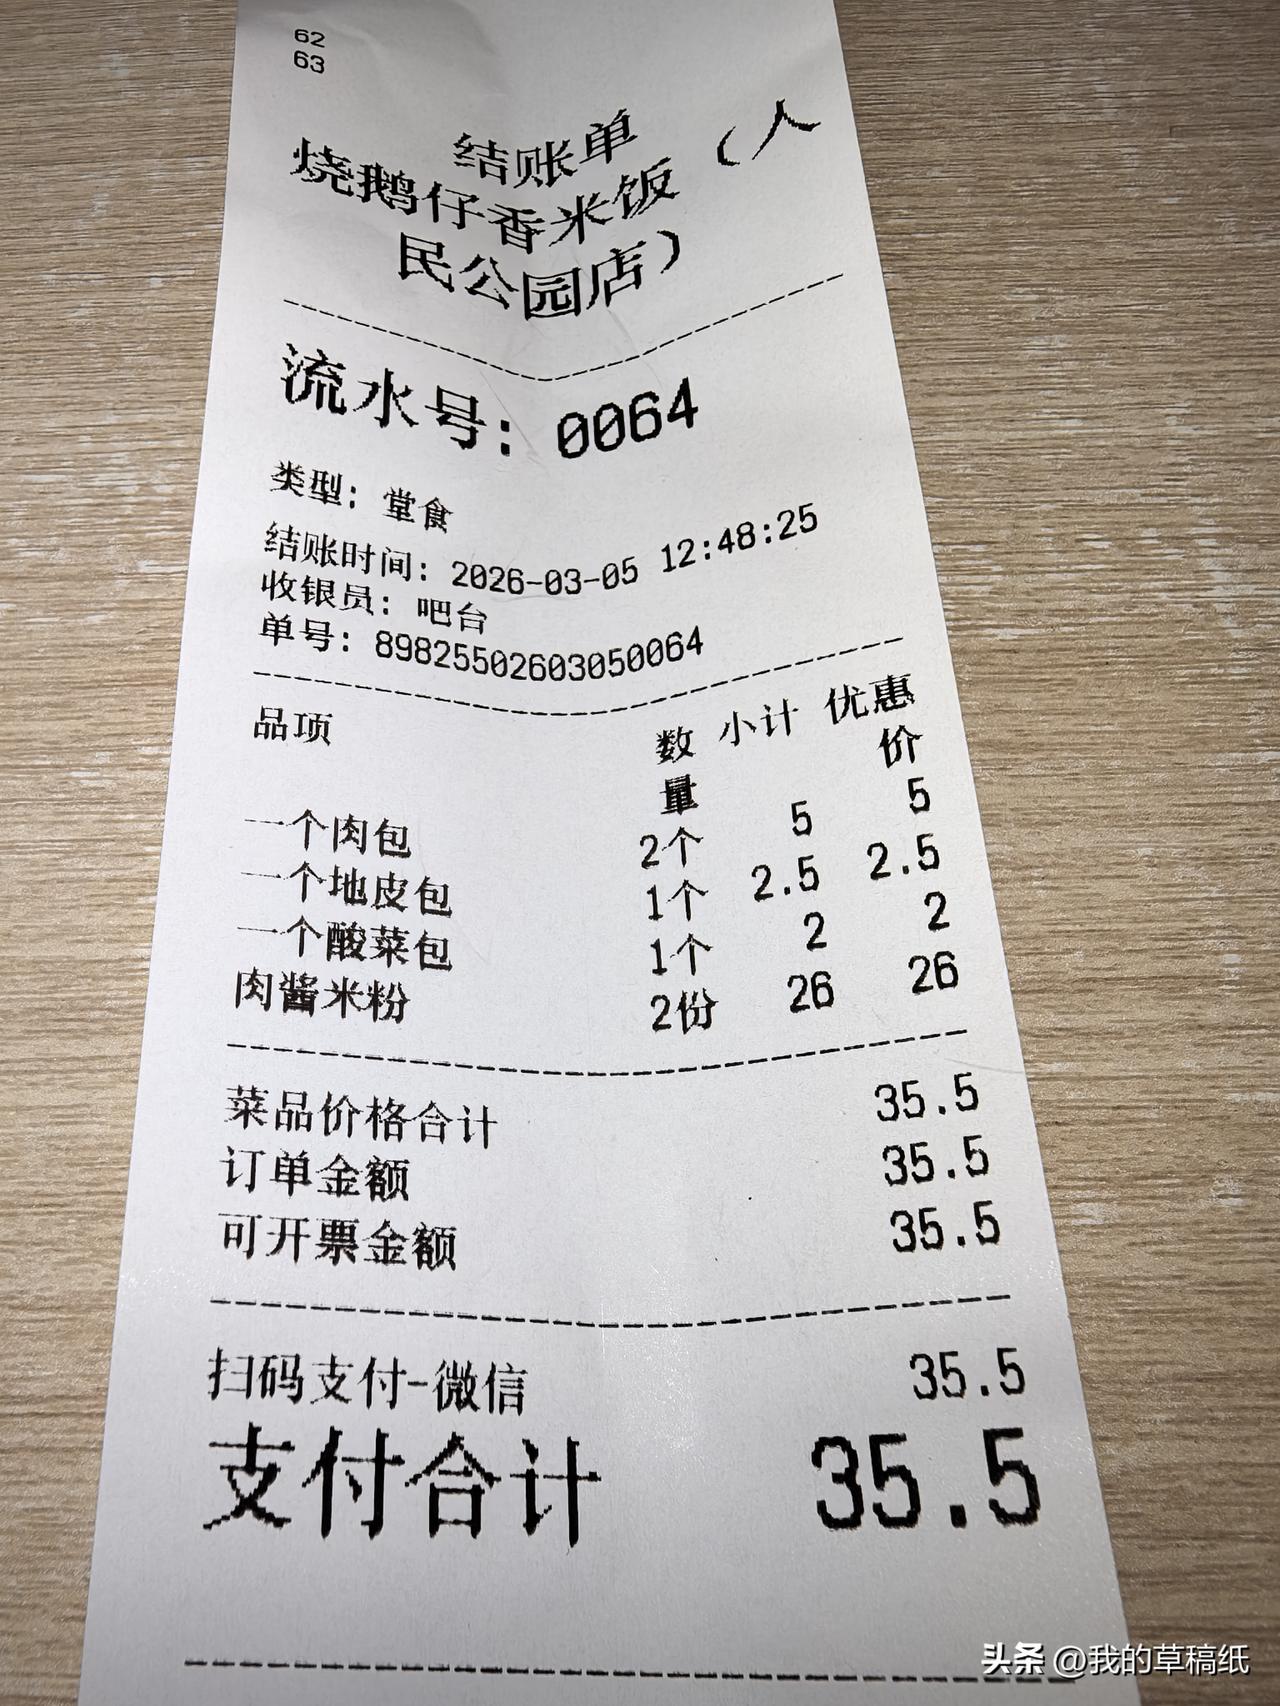 62
63
结账单
烧鹅仔香米饭（人
民公园店）
流水号：0064
类型：堂食
结账时间：2026-03-05 12:48:25
收银员：吧台
单号：89825502603050064
品项 数量 小计 优惠价
一个肉包 2个 5 5
一个地皮包 1个 2.5 2.5
一个酸菜包 1个 2 2
肉酱米粉 2份 26 26
菜品价格合计 35.5
订单金额 35.5
可开票金额 35.5
扫码支付-微信 35.5
支付合计 35.5
头条 @我的草稿纸